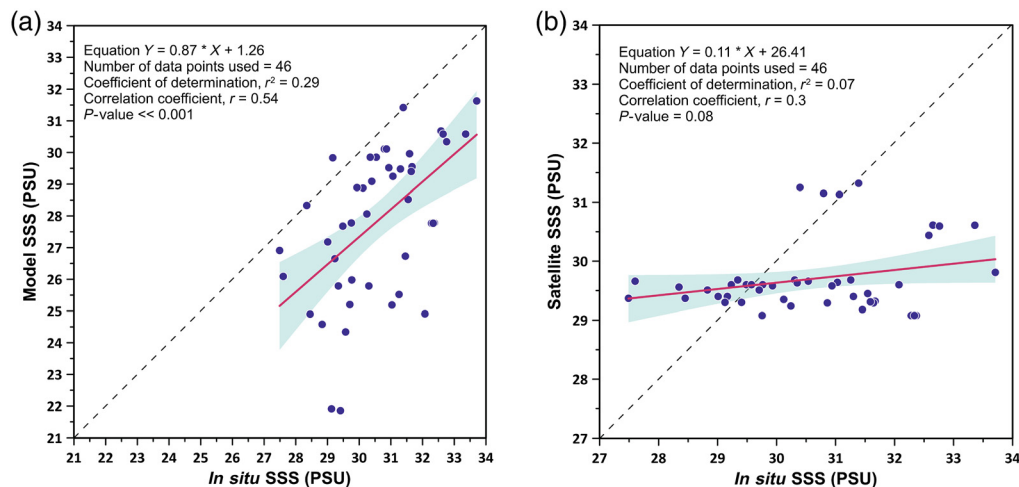 (a)
Equation Y = 0.87 * X + 1.26
Number of data points used = 46
Coefficient of determination, r² = 0.29
Correlation coefficient, r = 0.54
P-value << 0.001
Model SSS (PSU)
34
33
32
31
30
29
28
27
26
25
24
23
22
21
21 22 23 24 25 26 27 28 29 30 31 32 33 34
In situ SSS (PSU)
(b)
Equation Y = 0.11 * X + 26.41
Number of data points used = 46
Coefficient of determination, r² = 0.07
Correlation coefficient, r = 0.3
P-value = 0.08
Satellite SSS (PSU)
34
33
32
31
30
29
28
27
27 28 29 30 31 32 33 34
In situ SSS (PSU)